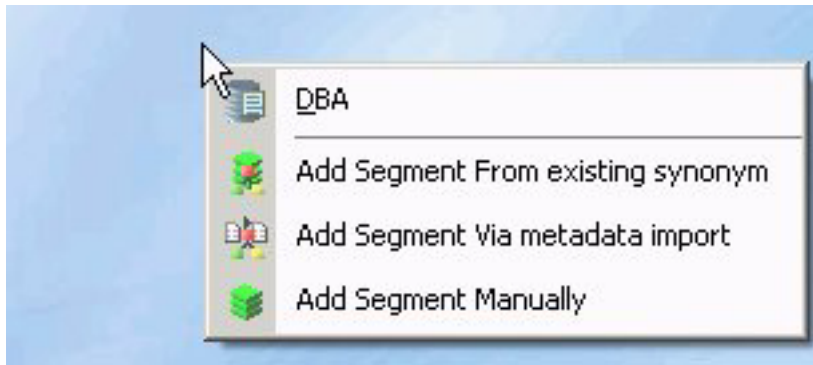 DBA
Add Segment From existing synonym
Add Segment Via metadata import
Add Segment Manually